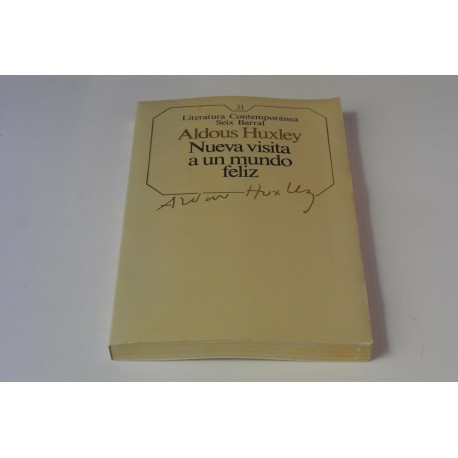 31
Literatura Contemporánea
Seix Barral
Aldous Huxley
Nueva visita
a un mundo
feliz
Aldous Huxley